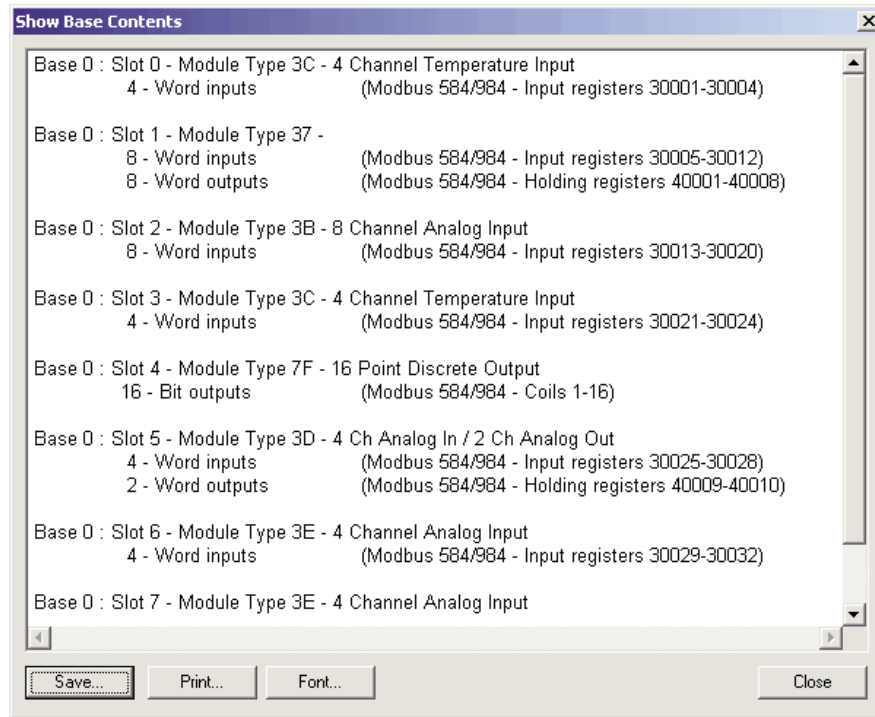 Show Base Contents
Base 0 : Slot 0 - Module Type 3C - 4 Channel Temperature Input
4 - Word inputs (Modbus 584/984 - Input registers 30001-30004)
Base 0 : Slot 1 - Module Type 37 -
8 - Word inputs (Modbus 584/984 - Input registers 30005-30012)
8 - Word outputs (Modbus 584/984 - Holding registers 40001-40008)
Base 0 : Slot 2 - Module Type 3B - 8 Channel Analog Input
8 - Word inputs (Modbus 584/984 - Input registers 30013-30020)
Base 0 : Slot 3 - Module Type 3C - 4 Channel Temperature Input
4 - Word inputs (Modbus 584/984 - Input registers 30021-30024)
Base 0 : Slot 4 - Module Type 7F - 16 Point Discrete Output
16 - Bit outputs (Modbus 584/984 - Coils 1-16)
Base 0 : Slot 5 - Module Type 3D - 4 Ch Analog In / 2 Ch Analog Out
4 - Word inputs (Modbus 584/984 - Input registers 30025-30028)
2 - Word outputs (Modbus 584/984 - Holding registers 40009-40010)
Base 0 : Slot 6 - Module Type 3E - 4 Channel Analog Input
4 - Word inputs (Modbus 584/984 - Input registers 30029-30032)
Base 0 : Slot 7 - Module Type 3E - 4 Channel Analog Input
Save... Print... Font... Close